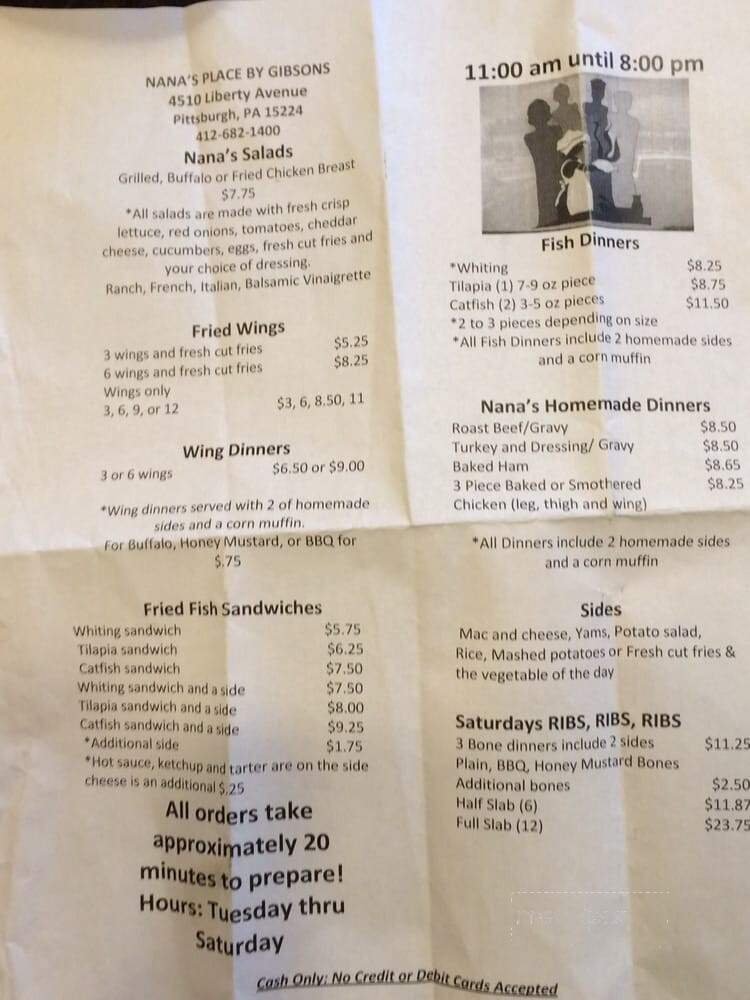 NANA'S PLACE BY GIBSONS
4510 Liberty Avenue
Pittsburgh, PA 15224
412-682-1400
Nana's Salads
Grilled, Buffalo or Fried Chicken Breast
$7.75
*All salads are made with fresh crisp
lettuce, red onions, tomatoes, cheddar
cheese, cucumbers, eggs, fresh cut fries and
your choice of dressing.
Ranch, French, Italian, Balsamic Vinaigrette
Fried Wings
3 wings and fresh cut fries $5.25
6 wings and fresh cut fries $8.25
Wings only
3, 6, 9, or 12 $3, 6, 8.50, 11
Wing Dinners
3 or 6 wings $6.50 or $9.00
*Wing dinners served with 2 of homemade
sides and a corn muffin.
For Buffalo, Honey Mustard, or BBQ for
$.75
Fried Fish Sandwiches
Whiting sandwich $5.75
Tilapia sandwich $6.25
Catfish sandwich $7.50
Whiting sandwich and a side $7.50
Tilapia sandwich and a side $8.00
Catfish sandwich and a side $9.25
*Additional side $1.75
*Hot sauce, ketchup and tarter are on the side
cheese is an additional $.25
All orders take
approximately 20
minutes to prepare!
Hours: Tuesday thru
Saturday
11:00 am until 8:00 pm
Fish Dinners
*Whiting $8.25
Tilapia (1) 7-9 oz piece $8.75
Catfish (2) 3-5 oz pieces $11.50
*2 to 3 pieces depending on size
*All Fish Dinners include 2 homemade sides
and a corn muffin
Nana's Homemade Dinners
Roast Beef/Gravy $8.50
Turkey and Dressing/ Gravy $8.50
Baked Ham $8.65
3 Piece Baked or Smothered $8.25
Chicken (leg, thigh and wing)
*All Dinners include 2 homemade sides
and a corn muffin
Sides
Mac and cheese, Yams, Potato salad,
Rice, Mashed potatoes or Fresh cut fries &
the vegetable of the day
Saturdays RIBS, RIBS, RIBS
3 Bone dinners include 2 sides $11.25
Plain, BBQ, Honey Mustard Bones
Additional bones $2.50
Half Slab (6) $11.87
Full Slab (12) $23.75
Cash Only: No Credit or Debit Cards Accepted